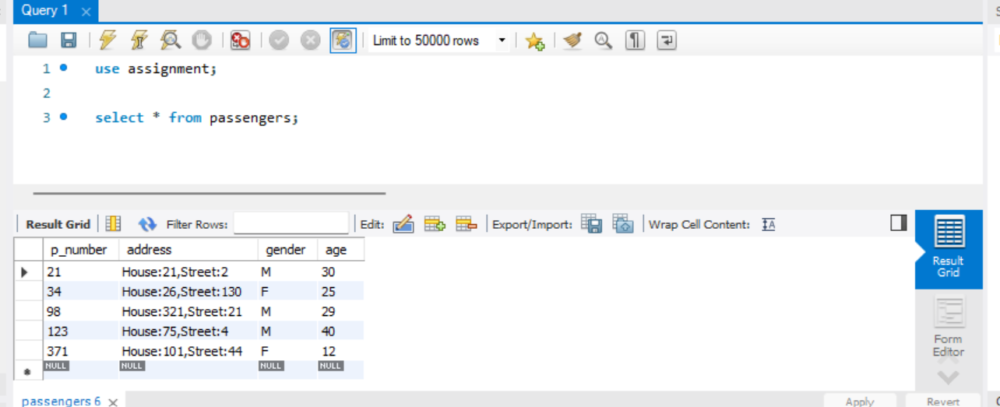 Query 1
Limit to 50000 rows
1 use assignment;
2
3 select * from passengers;
Result Grid Filter Rows: Edit: Export/Import: Wrap Cell Content: IA
p_number address gender age
21 House:21,Street:2 M 30
34 House:26,Street:130 F 25
98 House:321,Street:21 M 29
123 House:75,Street:4 M 40
371 House:101,Street:44 F 12
NULL NULL NULL NULL
Result
Grid
Form
Editor
passengers 6 Apply Revert